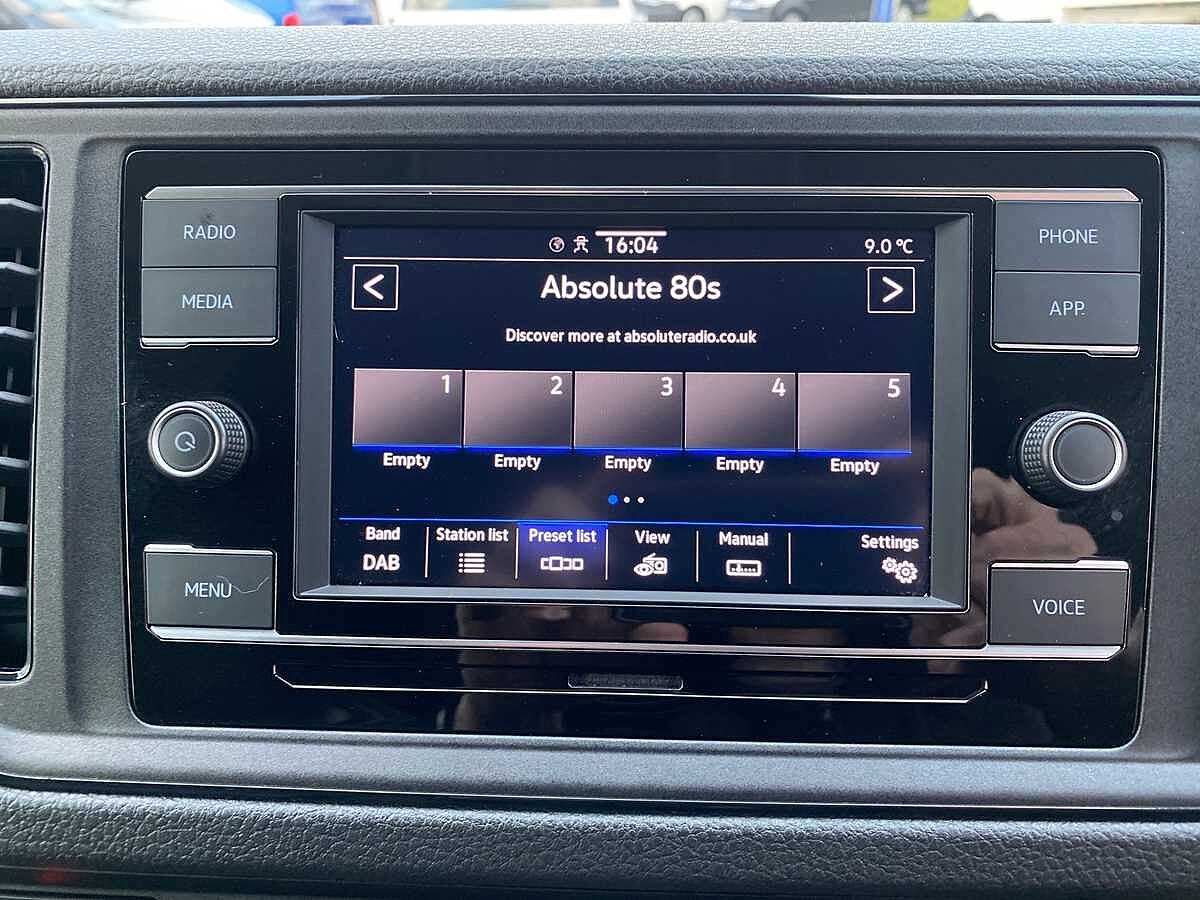 RADIO
MEDIA
MENU
PHONE
APP
VOICE
16:04
9.0 °C
<
Absolute 80s
>
Discover more at absoluteradio.co.uk
1 2 3 4 5
Empty Empty Empty Empty Empty
Band Station list Preset list View Manual Settings
DAB